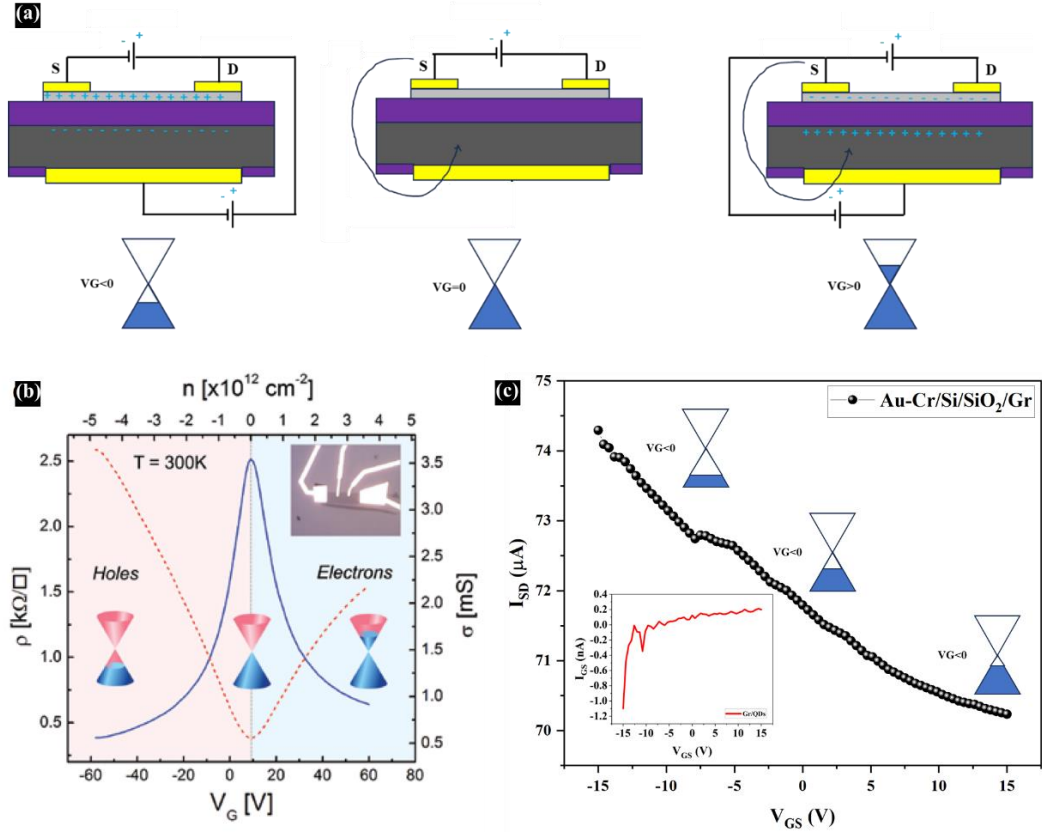 (a)
- +
S D
+ + + + + + + + + + + + + +
- - - - - - - - - - - -
- +
VG<0
- +
S D
+
VG=0
- +
S D
- - - - - - - - - - - - -
+ + + + + + + + + + + + + +
- +
VG>0
(b)
n [x10¹² cm⁻²]
-5 -4 -3 -2 -1 0 1 2 3 4 5
T = 300K
Holes
Electrons
ρ [kΩ/□]
2.5
2.0
1.5
1.0
0.5
σ [mS]
3.5
3.0
2.5
2.0
1.5
1.0
0.5
-60 -40 -20 0 20 40 60
V_G [V]
(c)
Au-Cr/Si/SiO₂/Gr
VG<0
VG<0
VG<0
I_SD (µA)
75
74
73
72
71
70
-15 -10 -5 0 5 10 15
V_GS (V)
I_GS (nA)
0.4
0.2
0.0
-0.2
-0.4
-0.6
-0.8
-1.0
-1.2
Gr/QDs
-15 -10 -5 0 5 10 15
V_GS (V)